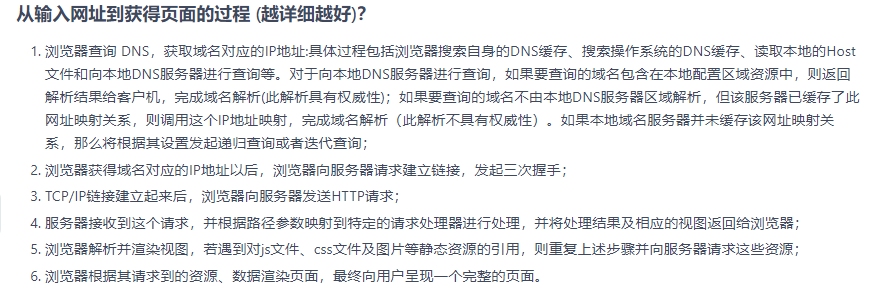 从输入网址到获得页面的过程 (越详细越好)?
1. 浏览器查询 DNS，获取域名对应的IP地址:具体过程包括浏览器搜索自身的DNS缓存、搜索操作系统的DNS缓存、读取本地的Host
文件和向本地DNS服务器进行查询等。对于向本地DNS服务器进行查询，如果要查询的域名包含在本地配置区域资源中，则返回
解析结果给客户机，完成域名解析(此解析具有权威性)；如果要查询的域名不由本地DNS服务器区域解析，但该服务器已缓存了此
网址映射关系，则调用这个IP地址映射，完成域名解析（此解析不具有权威性）。如果本地域名服务器并未缓存该网址映射关
系，那么将根据其设置发起递归查询或者迭代查询；
2. 浏览器获得域名对应的IP地址以后，浏览器向服务器请求建立链接，发起三次握手；
3. TCP/IP链接建立起来后，浏览器向服务器发送HTTP请求；
4. 服务器接收到这个请求，并根据路径参数映射到特定的请求处理器进行处理，并将处理结果及相应的视图返回给浏览器；
5. 浏览器解析并渲染视图，若遇到对js文件、css文件及图片等静态资源的引用，则重复上述步骤并向服务器请求这些资源；
6. 浏览器根据其请求到的资源、数据渲染页面，最终向用户呈现一个完整的页面。